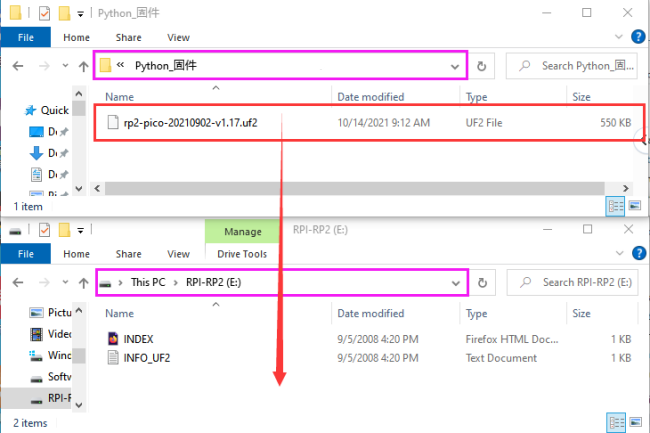 Python_固件
File Home Share View
« Python_固件
Search Python_固...
Name Date modified Type Size
Quick
rp2-pico-20210902-v1.17.uf2 10/14/2021 9:12 AM UF2 File 550 KB
1 item
Manage RPI-RP2 (E:)
File Home Share View Drive Tools
This PC > RPI-RP2 (E:)
Search RPI-RP2 (E:)
Name Date modified Type Size
Pictu
INDEX 9/5/2008 4:20 PM Firefox HTML Doc... 1 KB
Video
INFO_UF2 9/5/2008 4:20 PM Text Document 1 KB
Wind
Softw
RPI-F
2 items